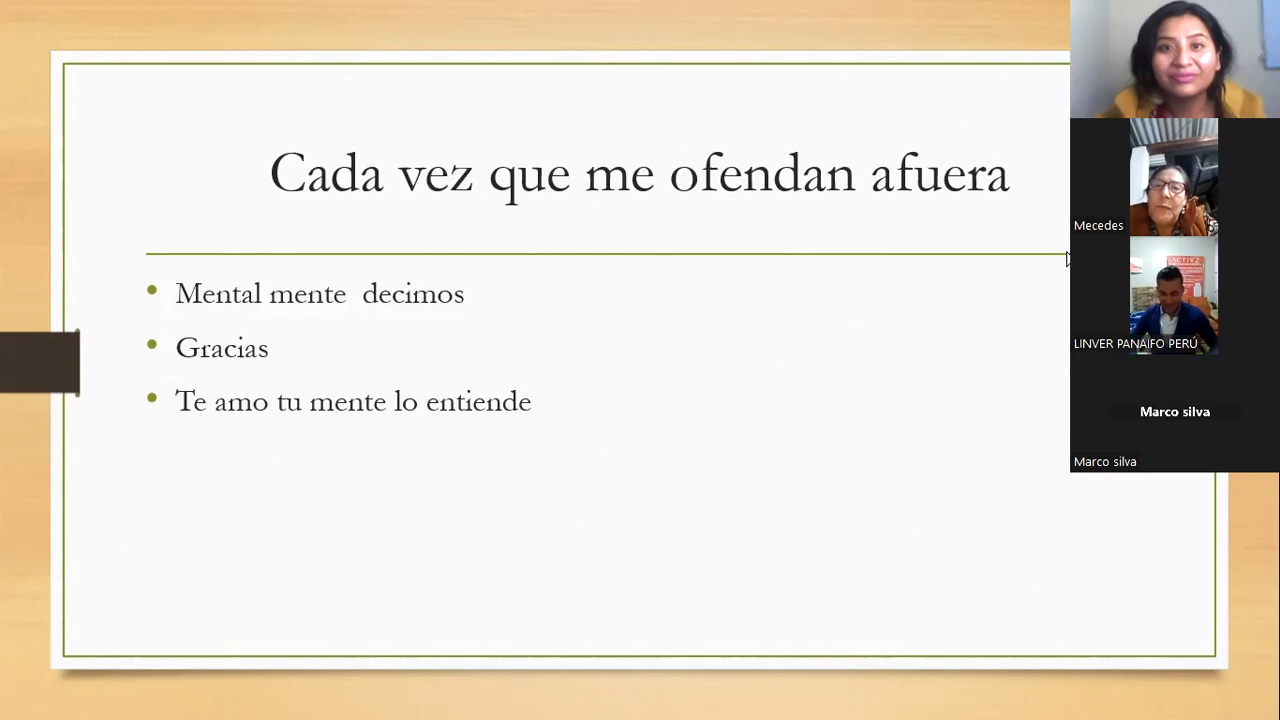 Cada vez que me ofendan afuera
Mental mente decimos
Gracias
Te amo tu mente lo entiende
Mecedes
ACTIV2
LINVER PANAIFO PERÚ
Marco silva
Marco silva